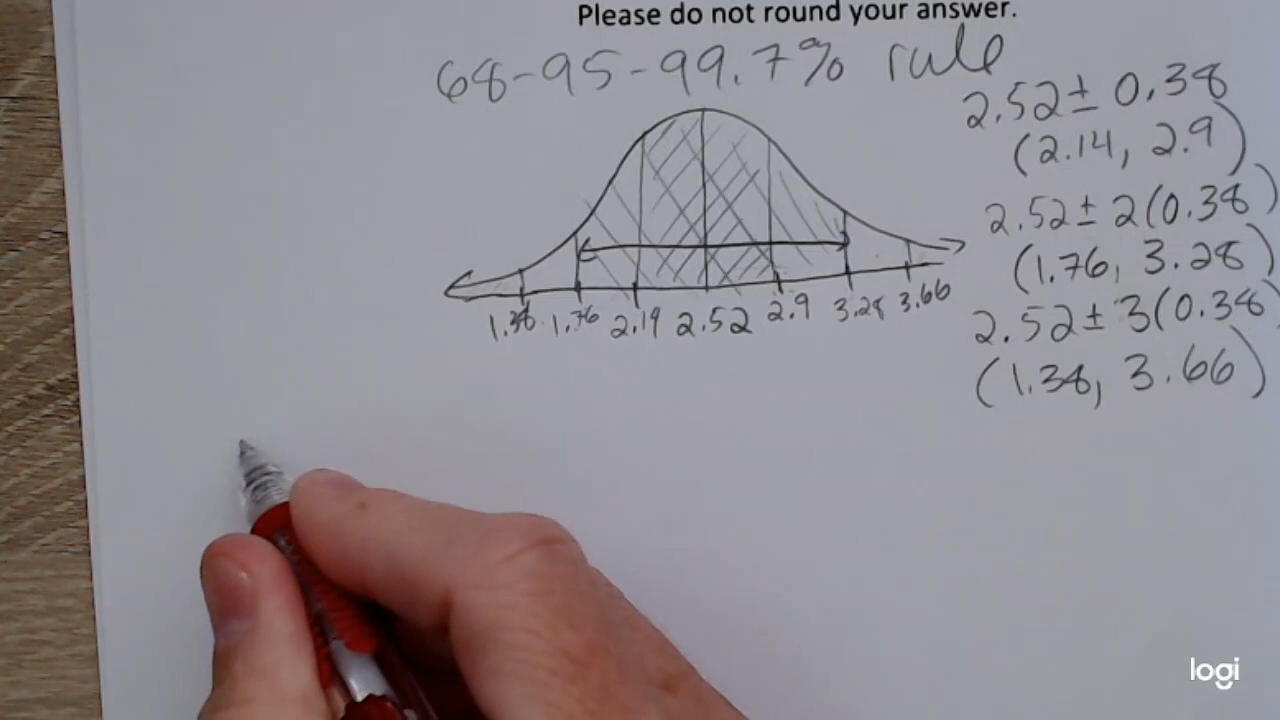 Please do not round your answer.
68-95-99.7% rule
2.52 ± 0.38
(2.14, 2.9)
2.52 ± 2(0.38)
(1.76, 3.28)
2.52 ± 3(0.38)
(1.38, 3.66)
1.38 1.76 2.19 2.52 2.9 3.28 3.66
logi